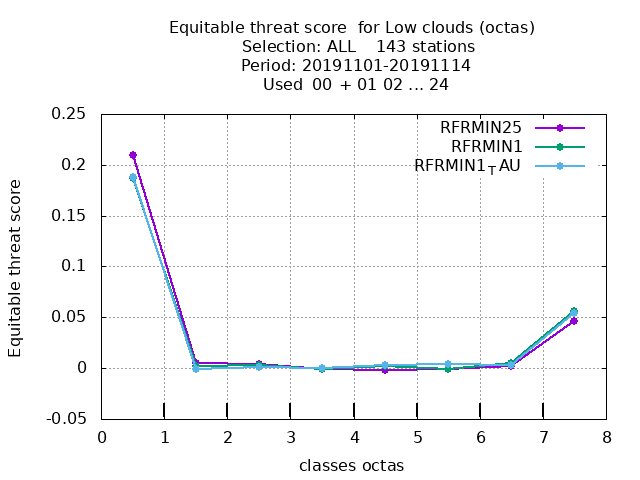 Equitable threat score for Low clouds (octas)
Selection: ALL 143 stations
Period: 20191101-20191114
Used 00 + 01 02 ... 24
0.25
0.2
0.15
0.1
0.05
0
-0.05
Equitable threat score
RFRMIN25
RFRMIN1
RFRMIN1TAU
0 1 2 3 4 5 6 7 8
classes octas